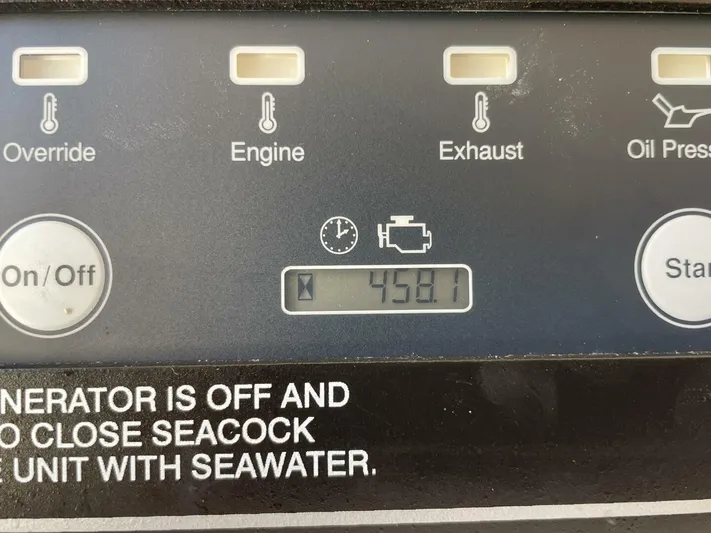 Override
Engine
Exhaust
Oil Press
On/Off
458.1
Star
NERATOR IS OFF AND
O CLOSE SEACOCK
E UNIT WITH SEAWATER.